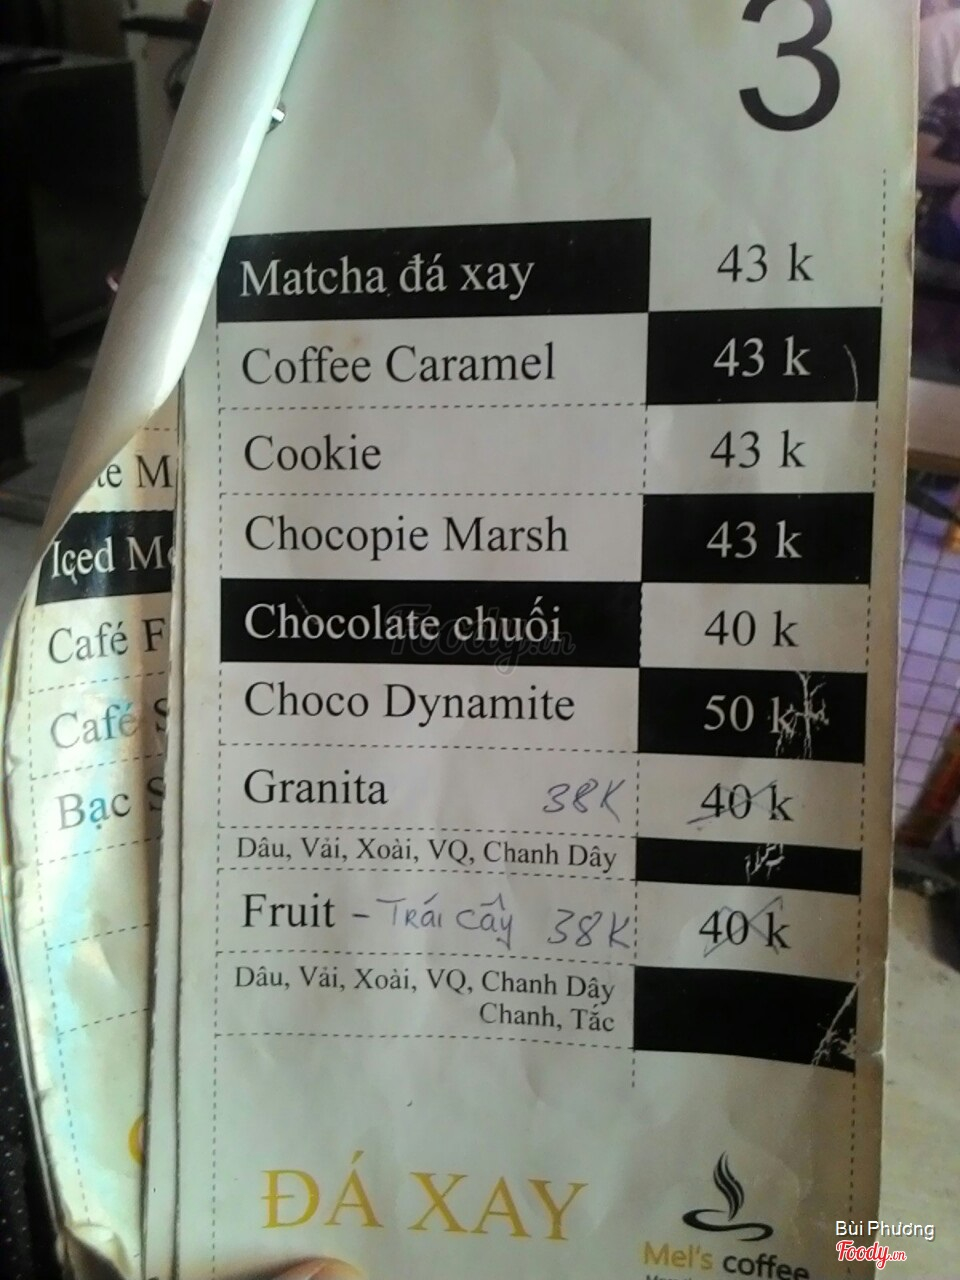 3
Matcha đá xay 43 k
Coffee Caramel 43 k
Cookie 43 k
Chocopie Marsh 43 k
Chocolate chuối 40 k
Choco Dynamite 50 k
Granita 38K 40 k
Dâu, Vải, Xoài, VQ, Chanh Dây
Fruit - Trái cây 38K 40 k
Dâu, Vải, Xoài, VQ, Chanh Dây
Chanh, Tắc
ĐÁ XAY
Mel's coffee
Iced
Café F
Café S
Bạc S
Foody.vn
Bùi Phương
Foody.vn